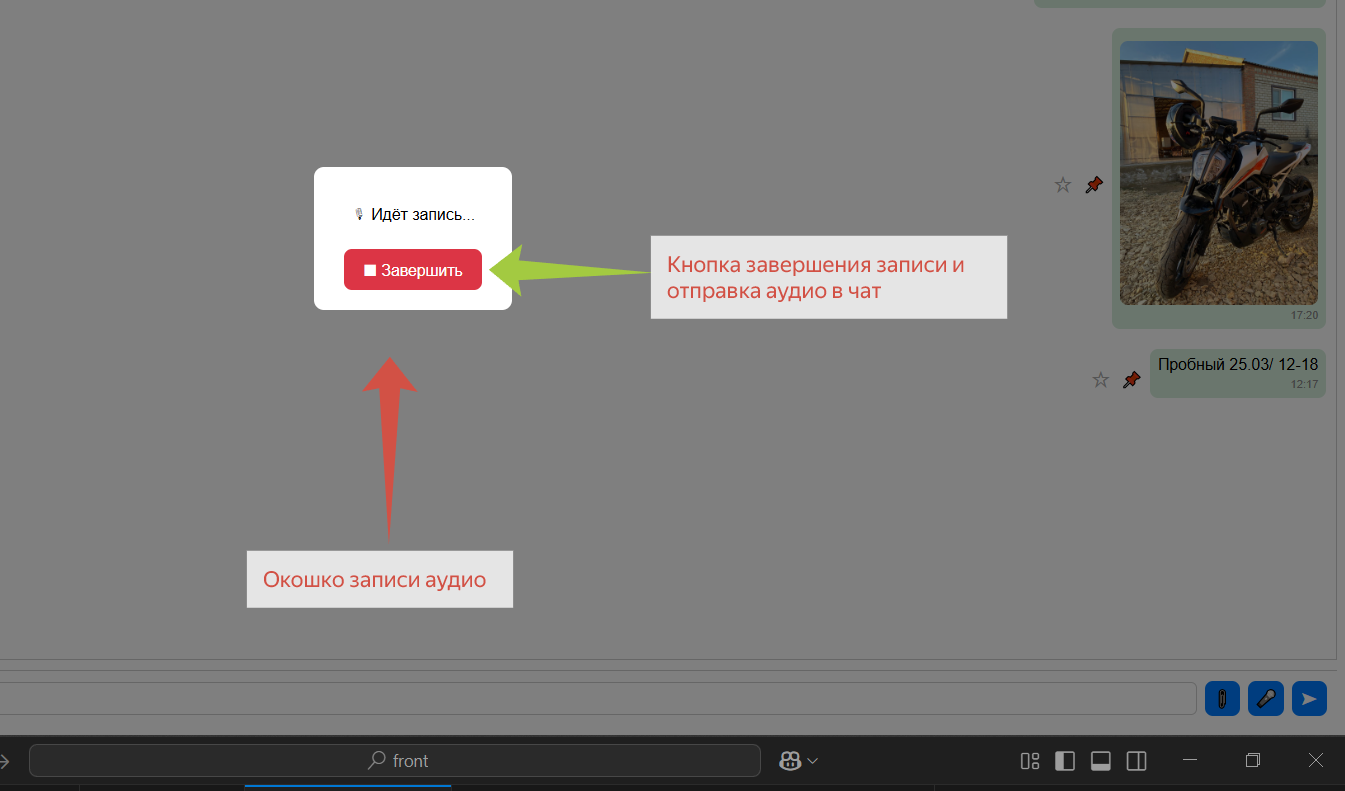 17:20
Идёт запись...
Завершить
Кнопка завершения записи и
отправка аудио в чат
Пробный 25.03/ 12-18
12:17
Окошко записи аудио
front